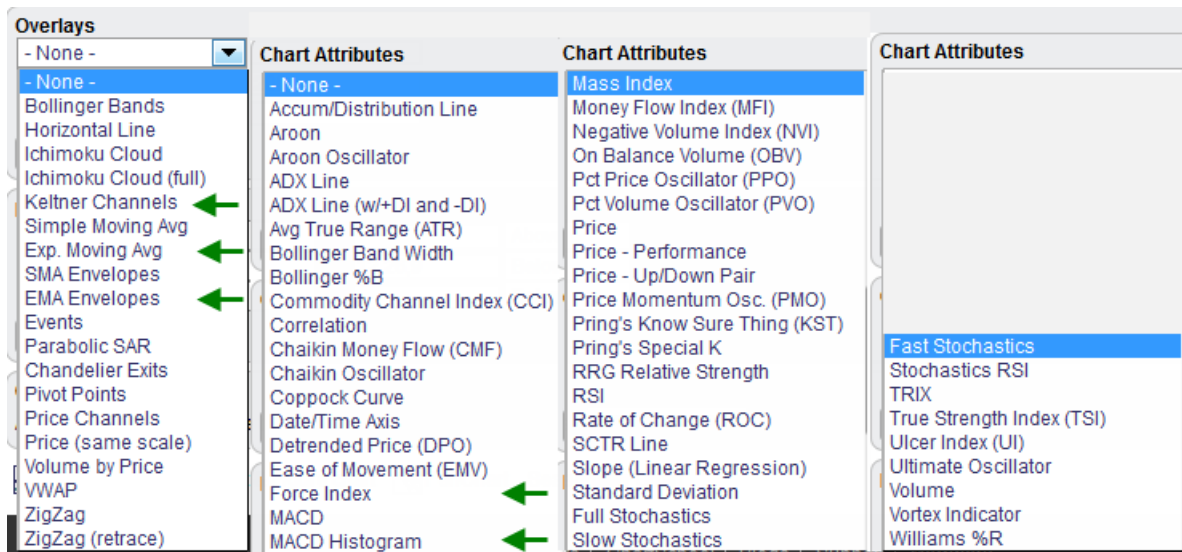 Overlays
- None -
- None -
Bollinger Bands
Horizontal Line
Ichimoku Cloud
Ichimoku Cloud (full)
Keltner Channels
Simple Moving Avg
Exp. Moving Avg
SMA Envelopes
EMA Envelopes
Events
Parabolic SAR
Chandelier Exits
Pivot Points
Price Channels
Price (same scale)
Volume by Price
VWAP
ZigZag
ZigZag (retrace)
Chart Attributes
- None -
Accum/Distribution Line
Aroon
Aroon Oscillator
ADX Line
ADX Line (w/+DI and -DI)
Avg True Range (ATR)
Bollinger Band Width
Bollinger %B
Commodity Channel Index (CCI)
Correlation
Chaikin Money Flow (CMF)
Chaikin Oscillator
Coppock Curve
Date/Time Axis
Detrended Price (DPO)
Ease of Movement (EMV)
Force Index
MACD
MACD Histogram
Chart Attributes
Mass Index
Money Flow Index (MFI)
Negative Volume Index (NVI)
On Balance Volume (OBV)
Pct Price Oscillator (PPO)
Pct Volume Oscillator (PVO)
Price
Price - Performance
Price - Up/Down Pair
Price Momentum Osc. (PMO)
Pring's Know Sure Thing (KST)
Pring's Special K
RRG Relative Strength
RSI
Rate of Change (ROC)
SCTR Line
Slope (Linear Regression)
Standard Deviation
Full Stochastics
Slow Stochastics
Chart Attributes
Fast Stochastics
Stochastics RSI
TRIX
True Strength Index (TSI)
Ulcer Index (UI)
Ultimate Oscillator
Volume
Vortex Indicator
Williams %R